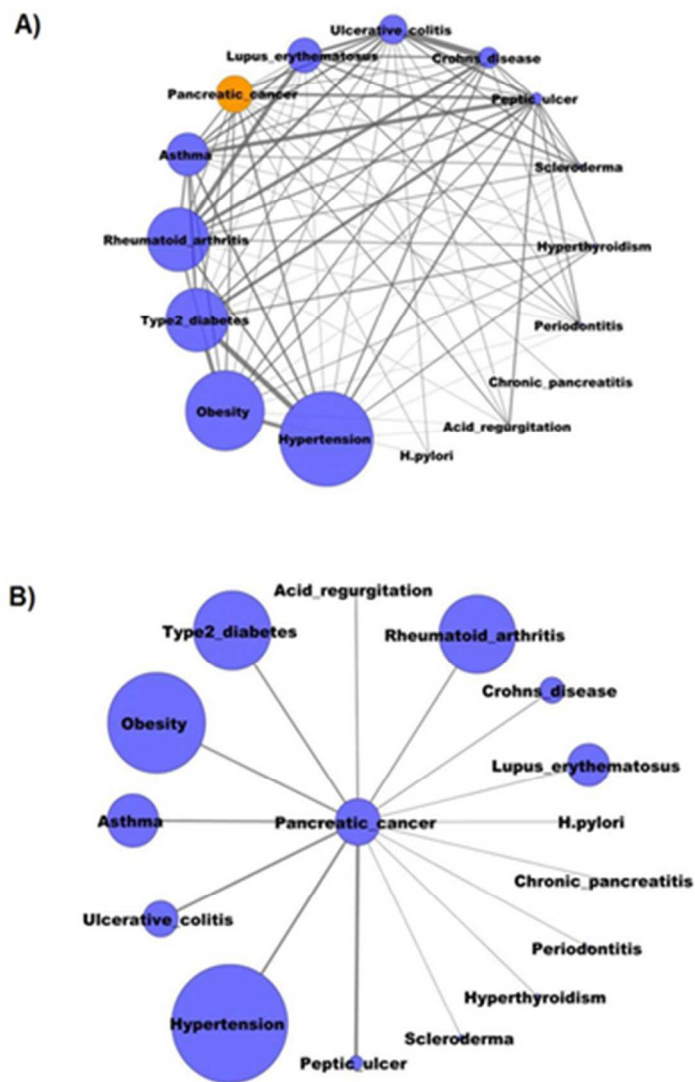 A)
Ulcerative_colitis
Lupus_erythematosus
Crohns_disease
Pancreatic_cancer
Peptic_ulcer
Asthma
Scleroderma
Rheumatoid_arthritis
Hyperthyroidism
Type2_diabetes
Periodontitis
Chronic_pancreatitis
Obesity
Acid_regurgitation
Hypertension
H.pylori
B)
Acid_regurgitation
Type2_diabetes
Rheumatoid_arthritis
Crohns_disease
Obesity
Lupus_erythematosus
Asthma
Pancreatic_cancer
H.pylori
Chronic_pancreatitis
Ulcerative_colitis
Periodontitis
Hyperthyroidism
Hypertension
Scleroderma
Peptic_ulcer